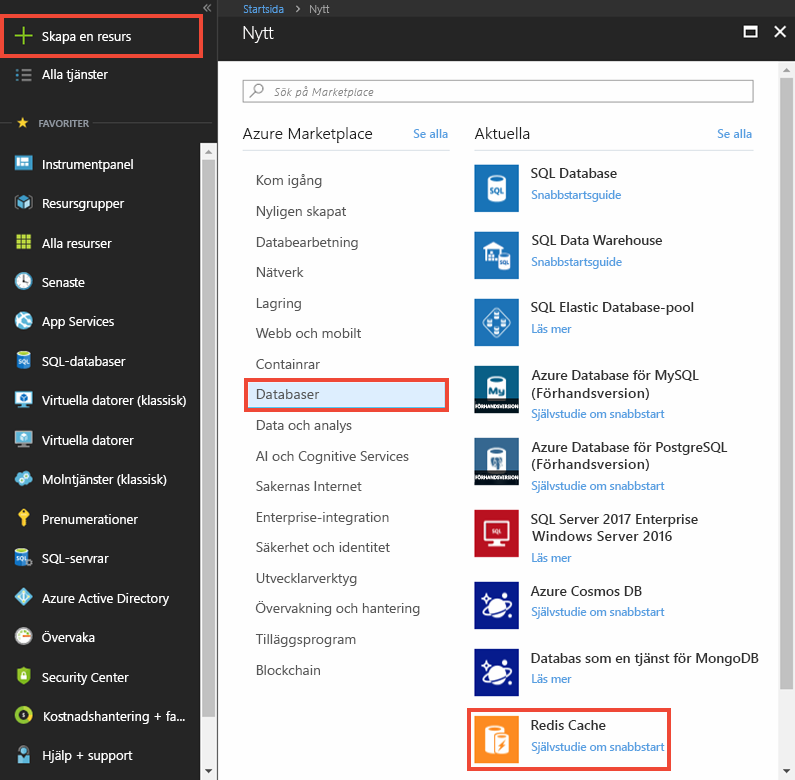 Skapa en resurs
Alla tjänster
FAVORITER
Instrumentpanel
Resursgrupper
Alla resurser
Senaste
App Services
SQL-databaser
Virtuella datorer (klassisk)
Virtuella datorer
Molntjänster (klassisk)
Prenumerationer
SQL-servrar
Azure Active Directory
Övervaka
Security Center
Kostnadshantering + fa...
Hjälp + support
Startsida > Nytt
Nytt
Sök på Marketplace
Azure Marketplace Se alla
Kom igång
Nyligen skapat
Databearbetning
Nätverk
Lagring
Webb och mobilt
Containrar
Databaser
Data och analys
AI och Cognitive Services
Sakernas Internet
Enterprise-integration
Säkerhet och identitet
Utvecklarverktyg
Övervakning och hantering
Tilläggsprogram
Blockchain
Aktuella Se alla
SQL
SQL Database
Snabbstartsguide
SQL
SQL Data Warehouse
Snabbstartsguide
SQL Elastic Database-pool
Läs mer
My
FÖRHANDSVERSION
Azure Database för MySQL
(Förhandsversion)
Självstudie om snabbstart
FÖRHANDSVERSION
Azure Database för PostgreSQL
(Förhandsversion)
Självstudie om snabbstart
SQL
SQL Server 2017 Enterprise
Windows Server 2016
Läs mer
Azure Cosmos DB
Självstudie om snabbstart
Databas som en tjänst för MongoDB
Läs mer
Redis Cache
Självstudie om snabbstart